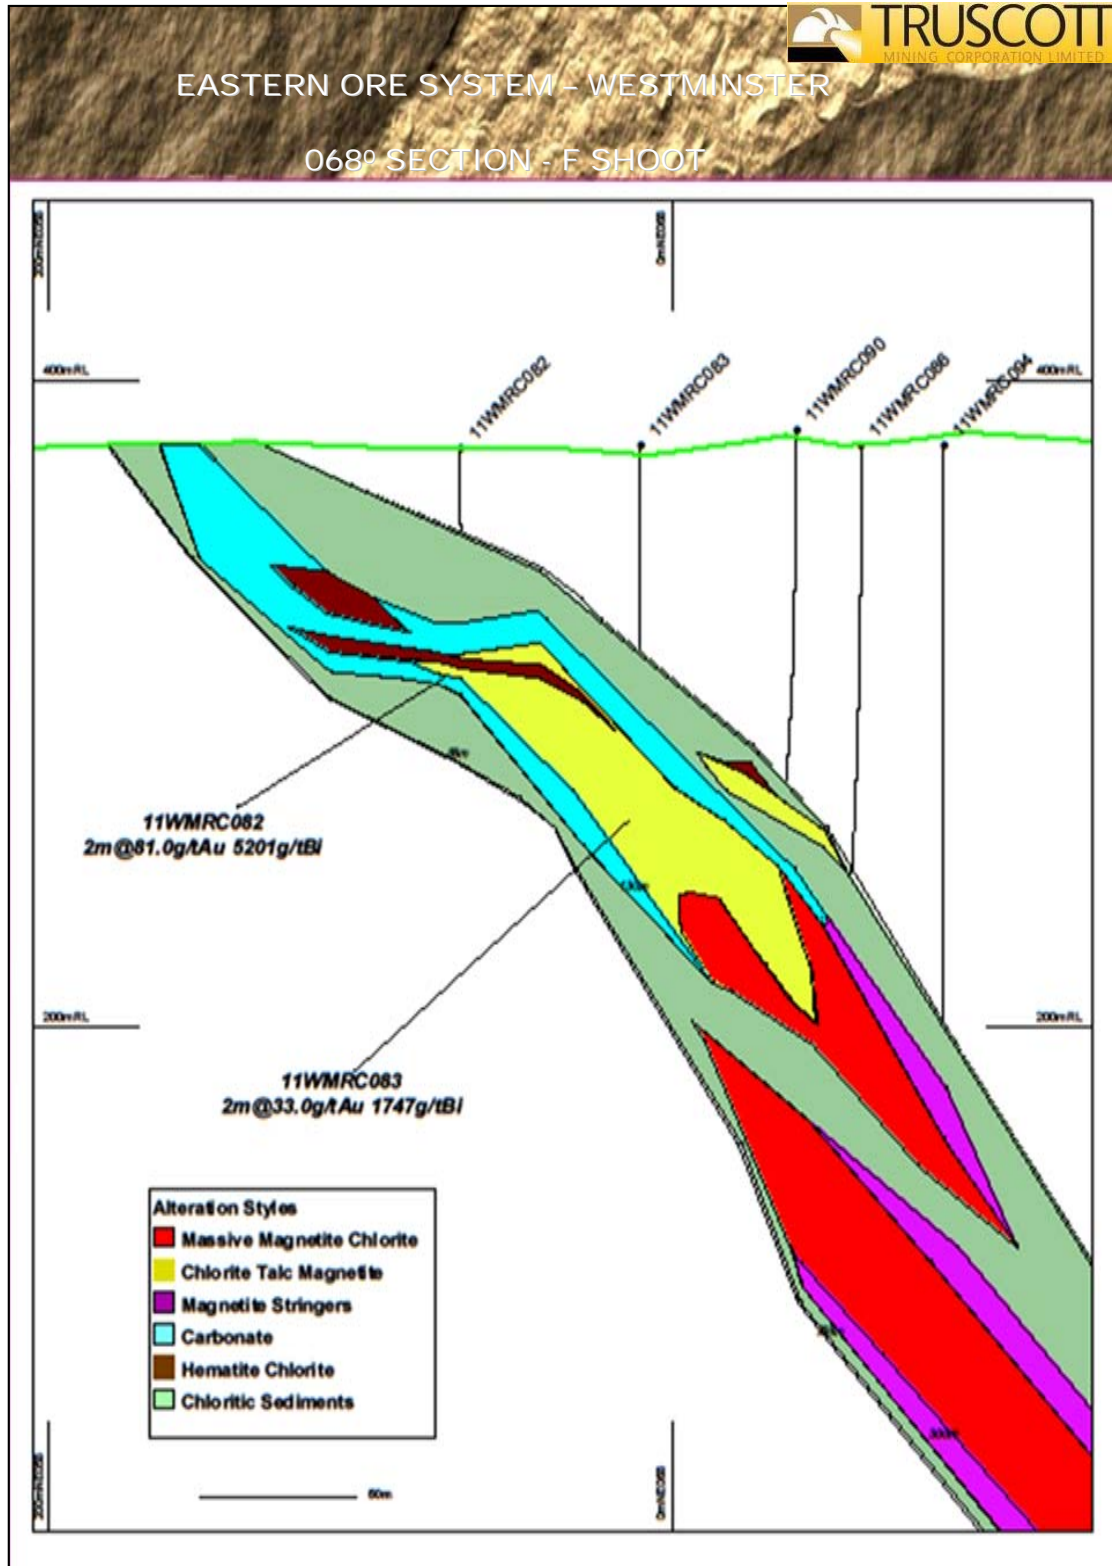 TRUSCOTT
MINING CORPORATION LIMITED
EASTERN ORE SYSTEM – WESTMINSTER
068º SECTION - F SHOOT
400mRL
400mRL
11WMRC082
11WMRC083
11WMRC090
11WMRC086
11WMRC094
11WMRC082
2m@81.0g/tAu 5201g/tBi
200mRL
200mRL
11WMRC083
2m@33.0g/tAu 1747g/tBi
Alteration Styles
Massive Magnetite Chlorite
Chlorite Talc Magnetite
Magnetite Stringers
Carbonate
Hematite Chlorite
Chloritic Sediments
50m